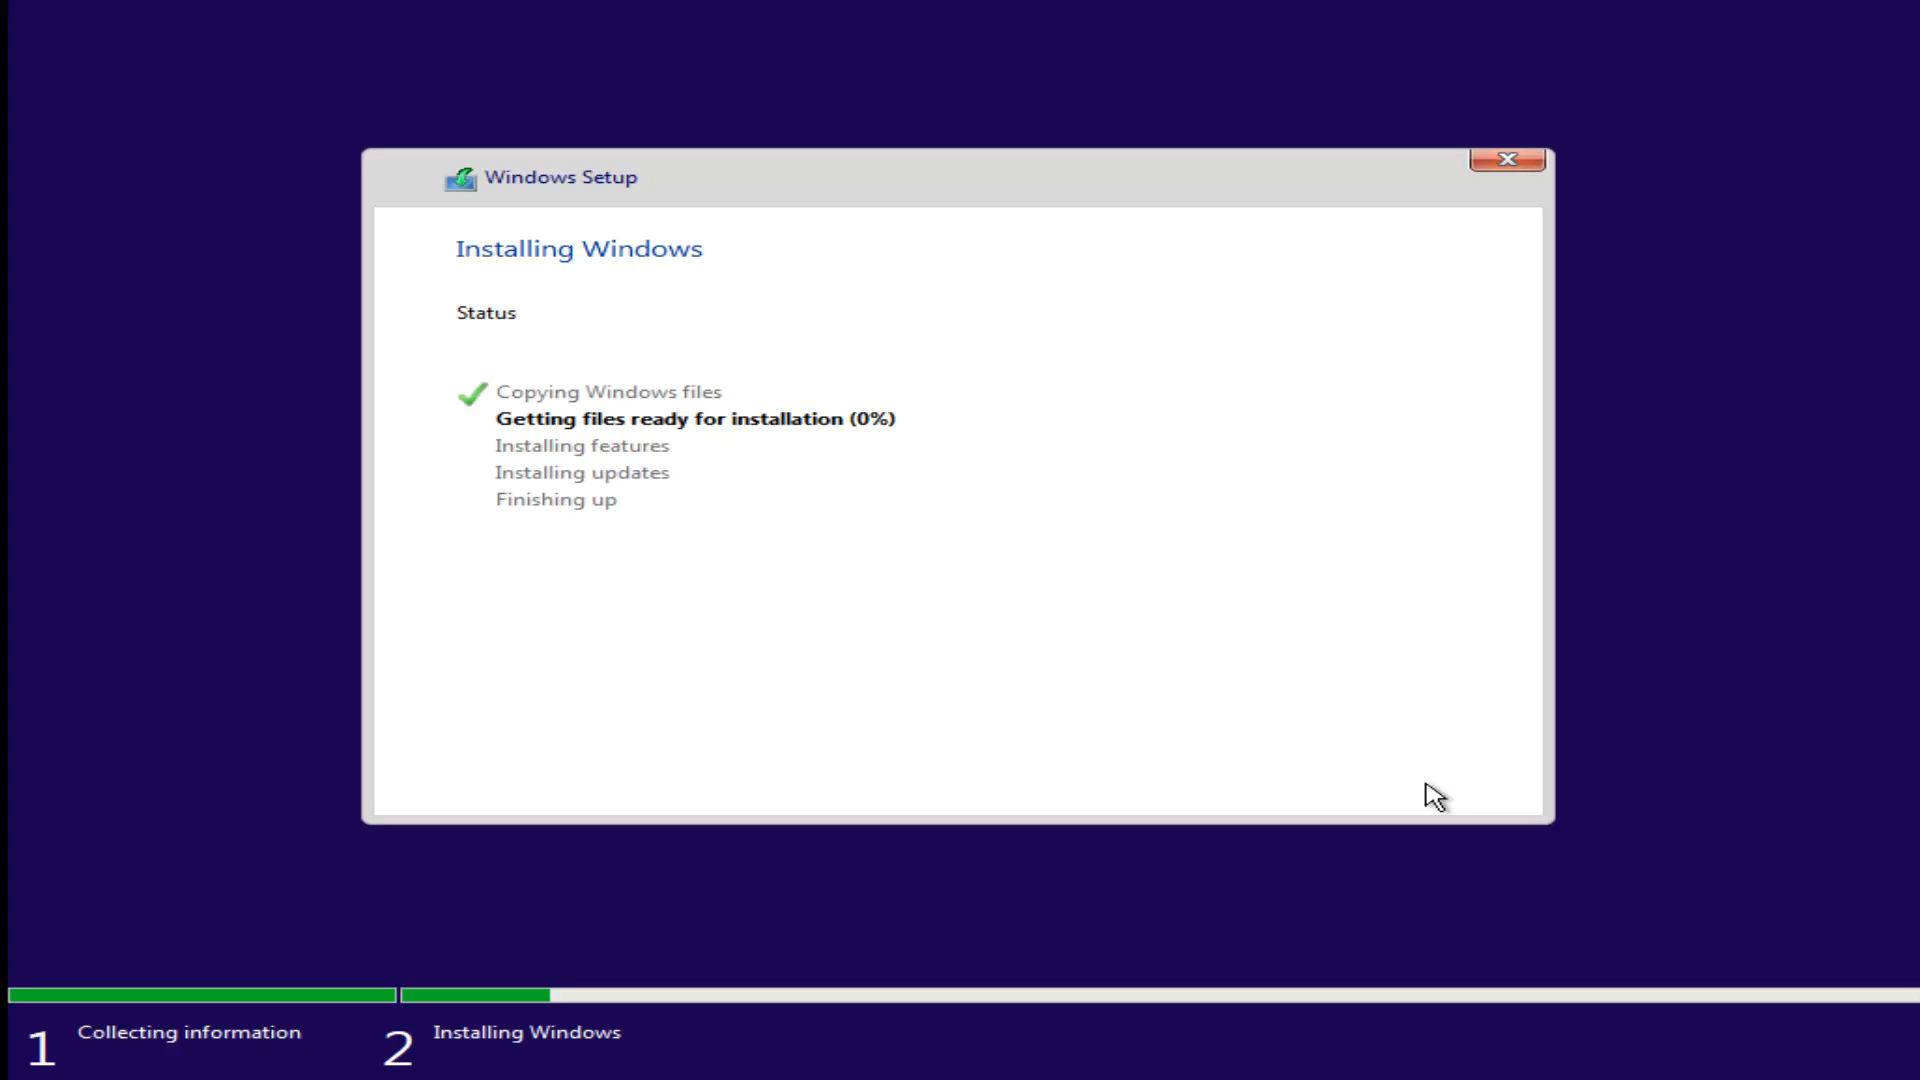 Windows Setup
Installing Windows
Status
Copying Windows files
Getting files ready for installation (0%)
Installing features
Installing updates
Finishing up
1 Collecting information 2 Installing Windows